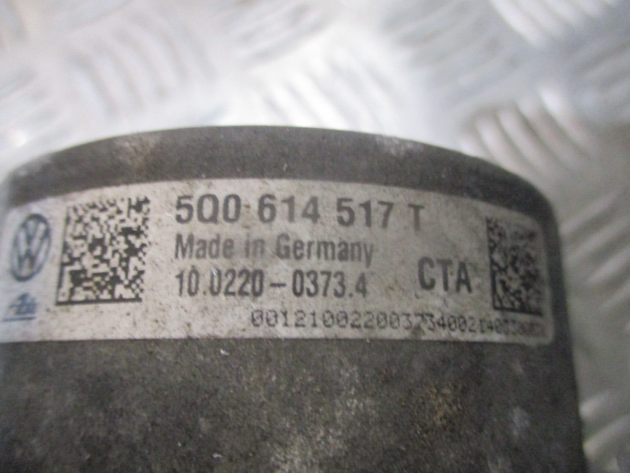 5Q0 614 517 T
Made in Germany
10.0220-0373.4 CTA